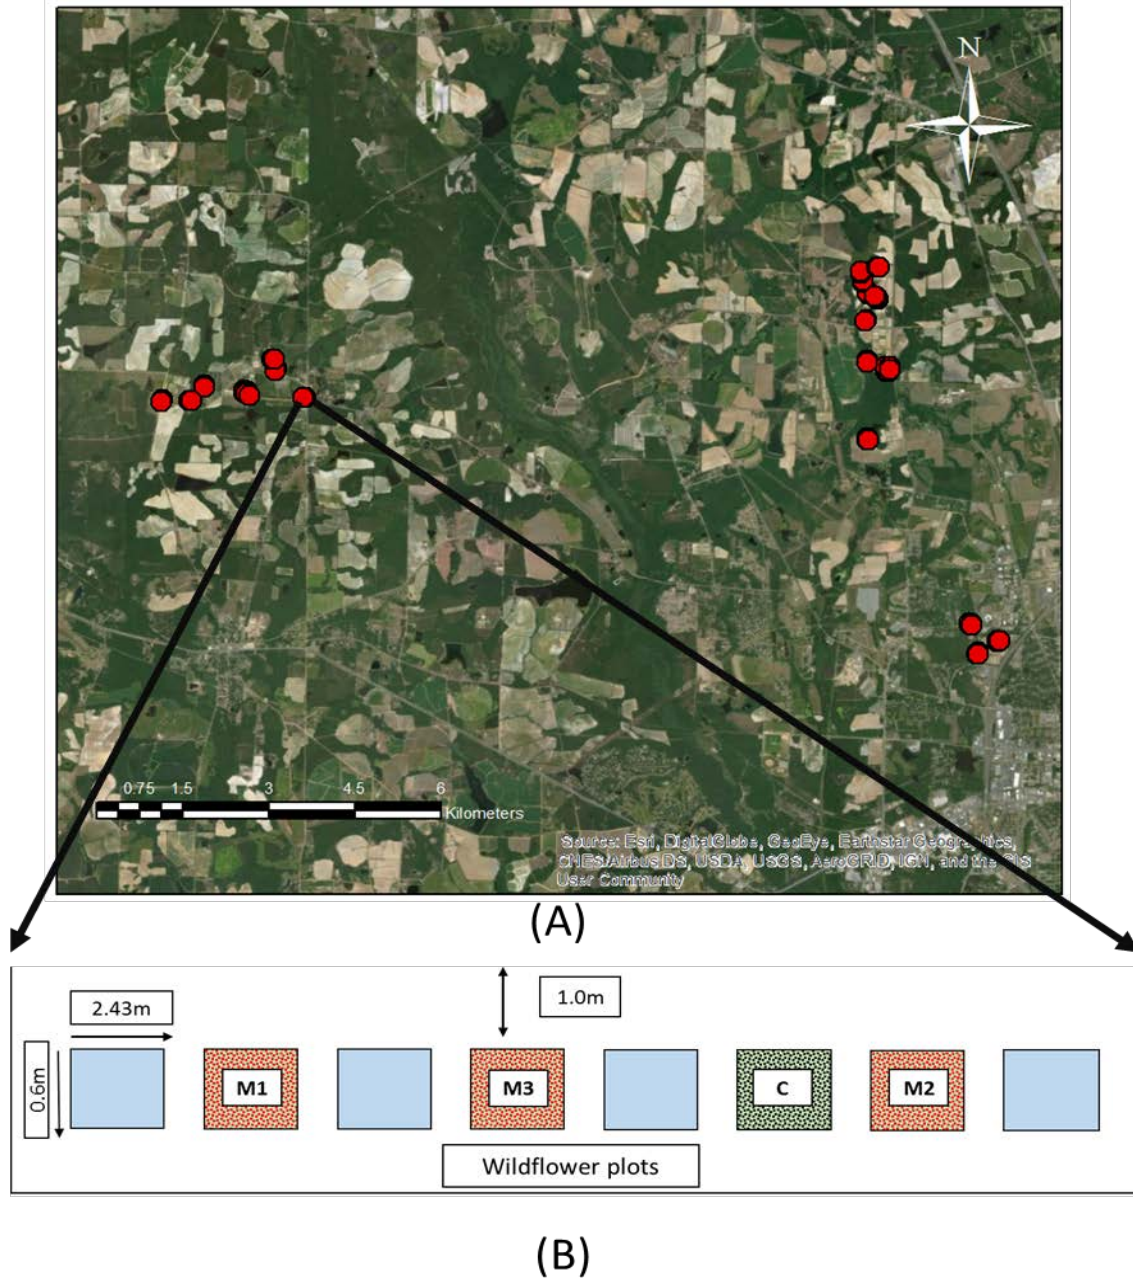 N
0.75 1.5 3 4.5 6
Kilometers
Source: Esri, DigitalGlobe, GeoEye, Earthstar Geographics,
CNES/Airbus DS, USDA, USGS, AeroGRID, IGN, and the GIS
User Community
(A)
2.43m
1.0m
0.6m
M1
M3
C
M2
Wildflower plots
(B)